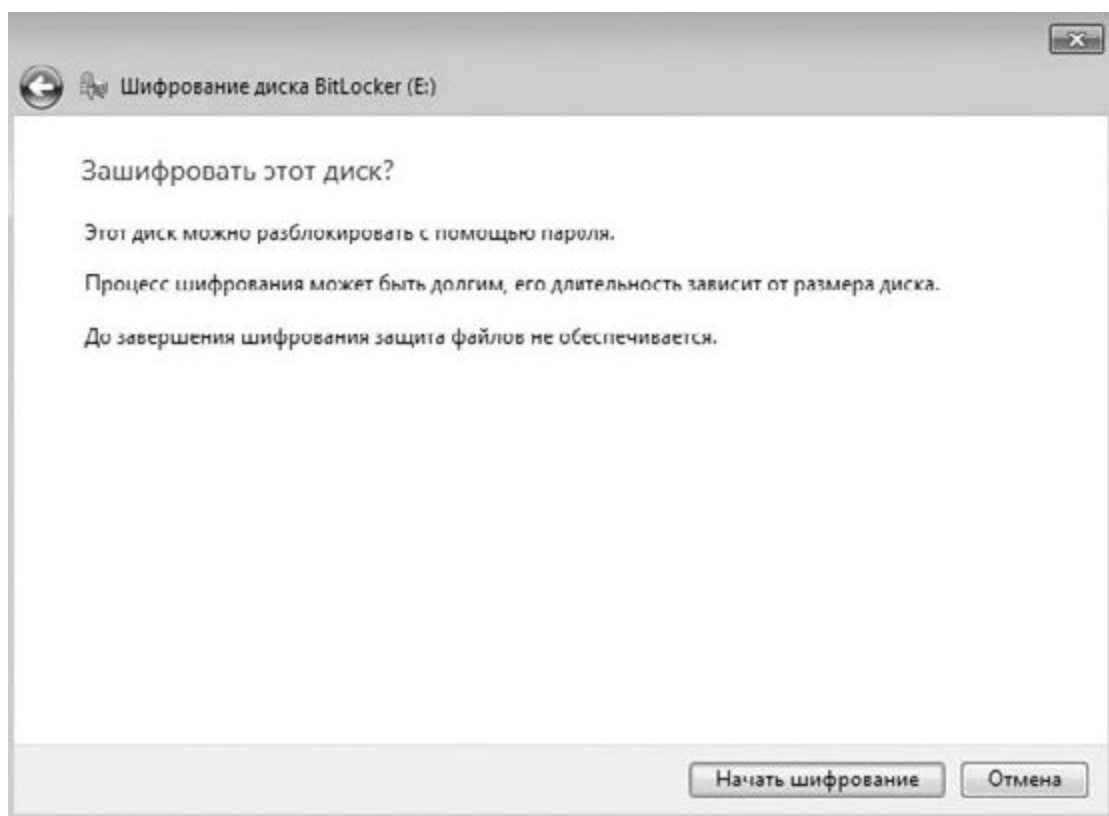 Шифрование диска BitLocker (E:)
Зашифровать этот диск?
Этот диск можно разблокировать с помощью пароля.
Процесс шифрования может быть долгим, его длительность зависит от размера диска.
До завершения шифрования защита файлов не обеспечивается.
Начать шифрование
Отмена